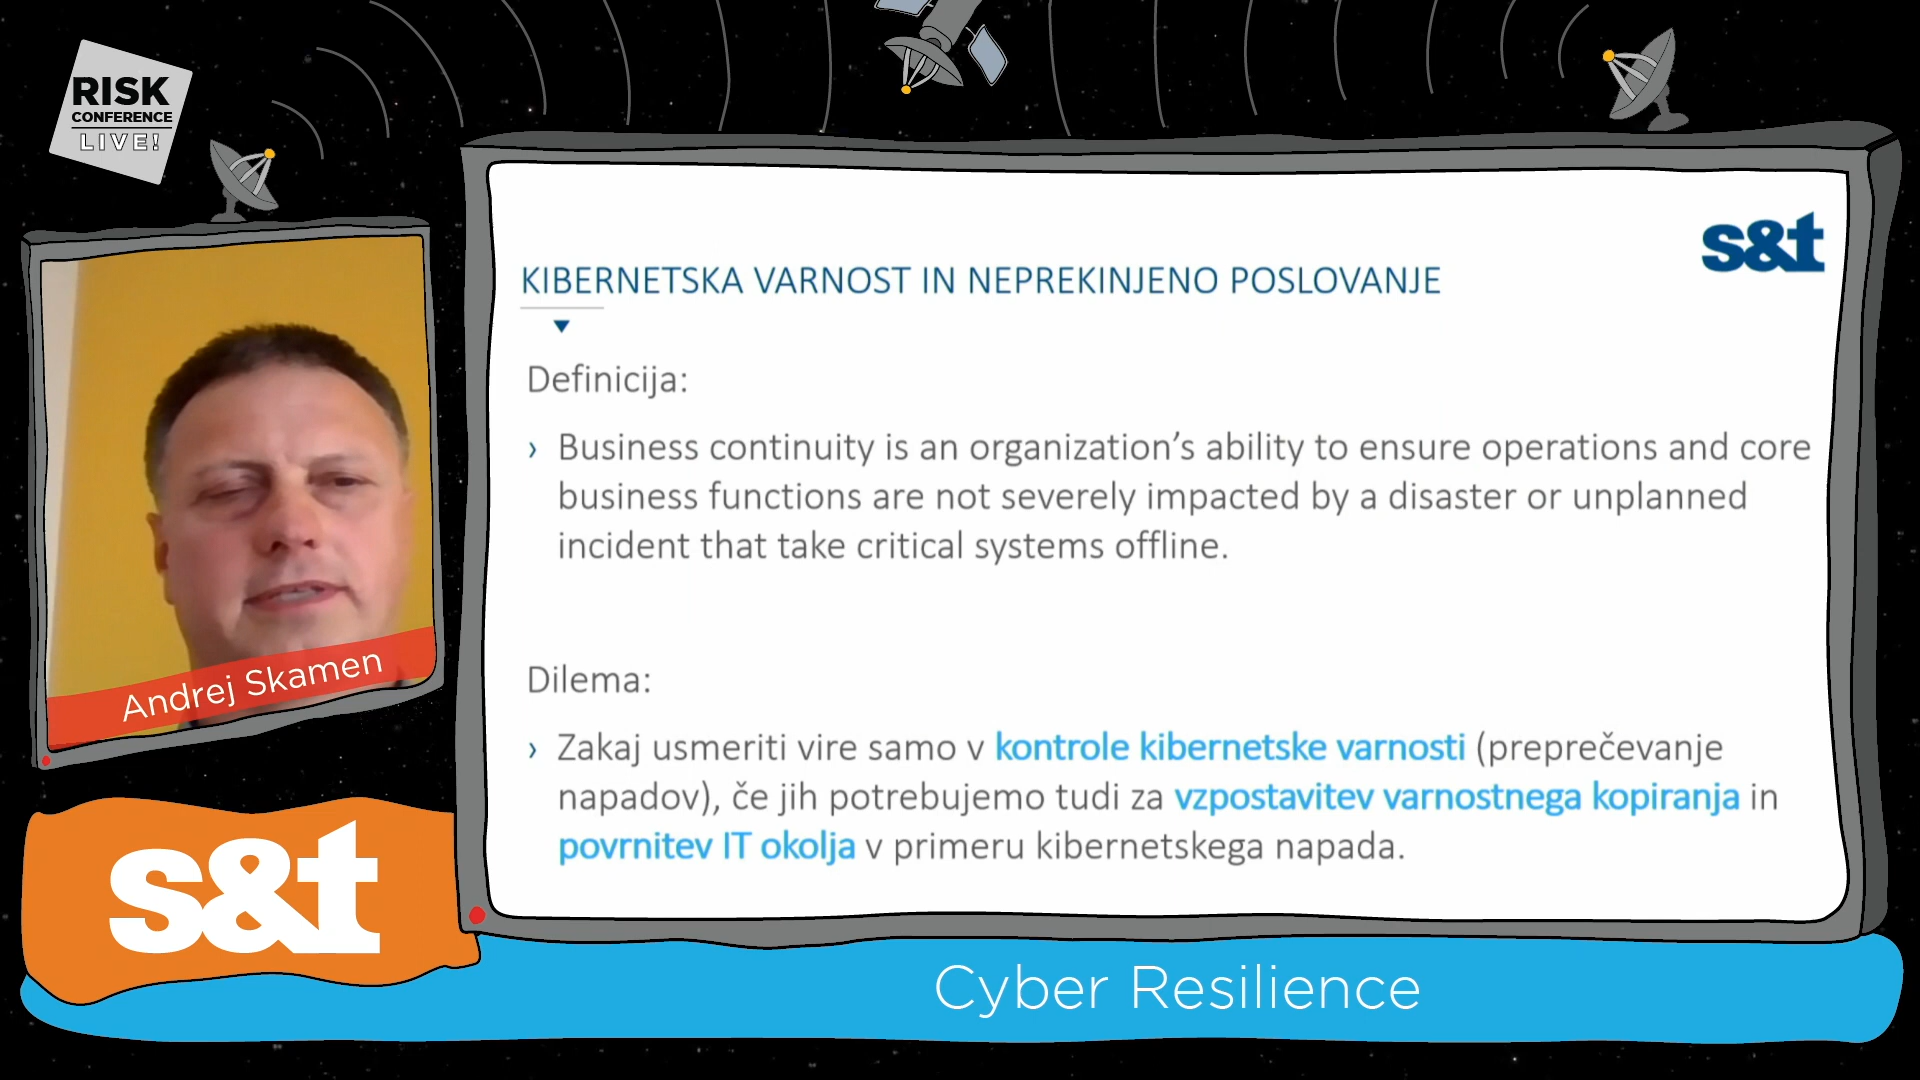 RISK
CONFERENCE
LIVE!
s&t
KIBERNETSKA VARNOST IN NEPREKINJENO POSLOVANJE
Definicija:
› Business continuity is an organization’s ability to ensure operations and core
business functions are not severely impacted by a disaster or unplanned
incident that take critical systems offline.
Dilema:
› Zakaj usmeriti vire samo v kontrole kibernetske varnosti (preprečevanje
napadov), če jih potrebujemo tudi za vzpostavitev varnostnega kopiranja in
povrnitev IT okolja v primeru kibernetskega napada.
Andrej Skamen
s&t
Cyber Resilience